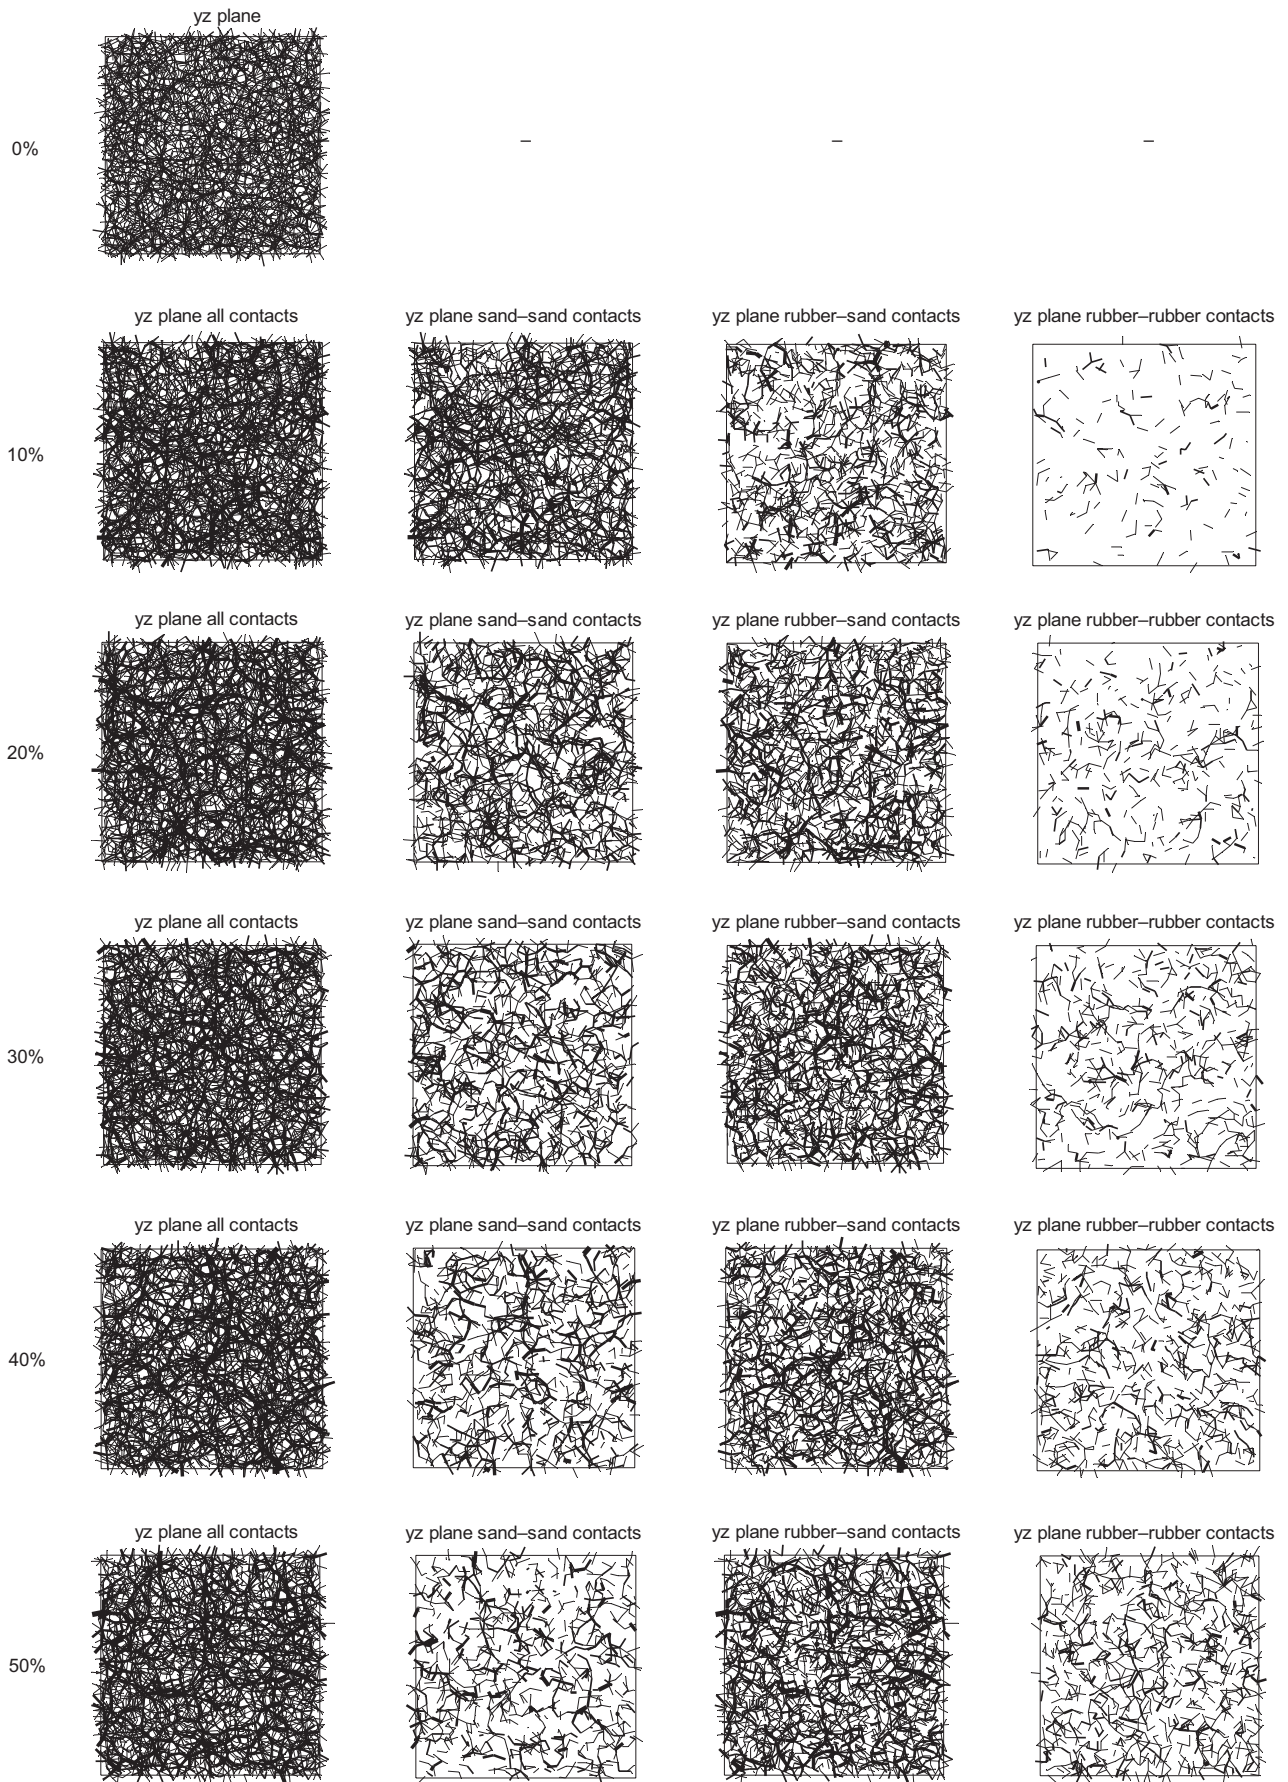 yz plane
0% – – –
yz plane all contacts yz plane sand–sand contacts yz plane rubber–sand contacts yz plane rubber–rubber contacts
10%
yz plane all contacts yz plane sand–sand contacts yz plane rubber–sand contacts yz plane rubber–rubber contacts
20%
yz plane all contacts yz plane sand–sand contacts yz plane rubber–sand contacts yz plane rubber–rubber contacts
30%
yz plane all contacts yz plane sand–sand contacts yz plane rubber–sand contacts yz plane rubber–rubber contacts
40%
yz plane all contacts yz plane sand–sand contacts yz plane rubber–sand contacts yz plane rubber–rubber contacts
50%